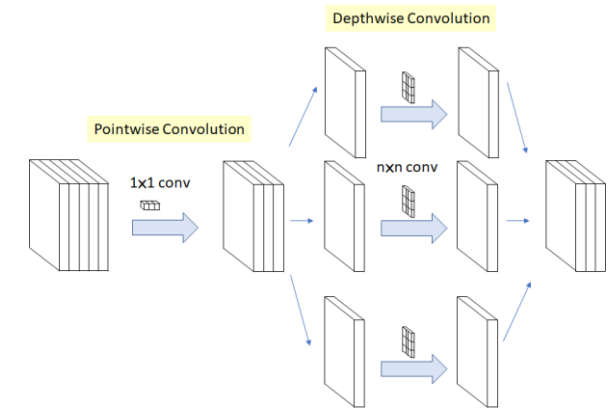 Depthwise Convolution
Pointwise Convolution
1x1 conv
nxn conv